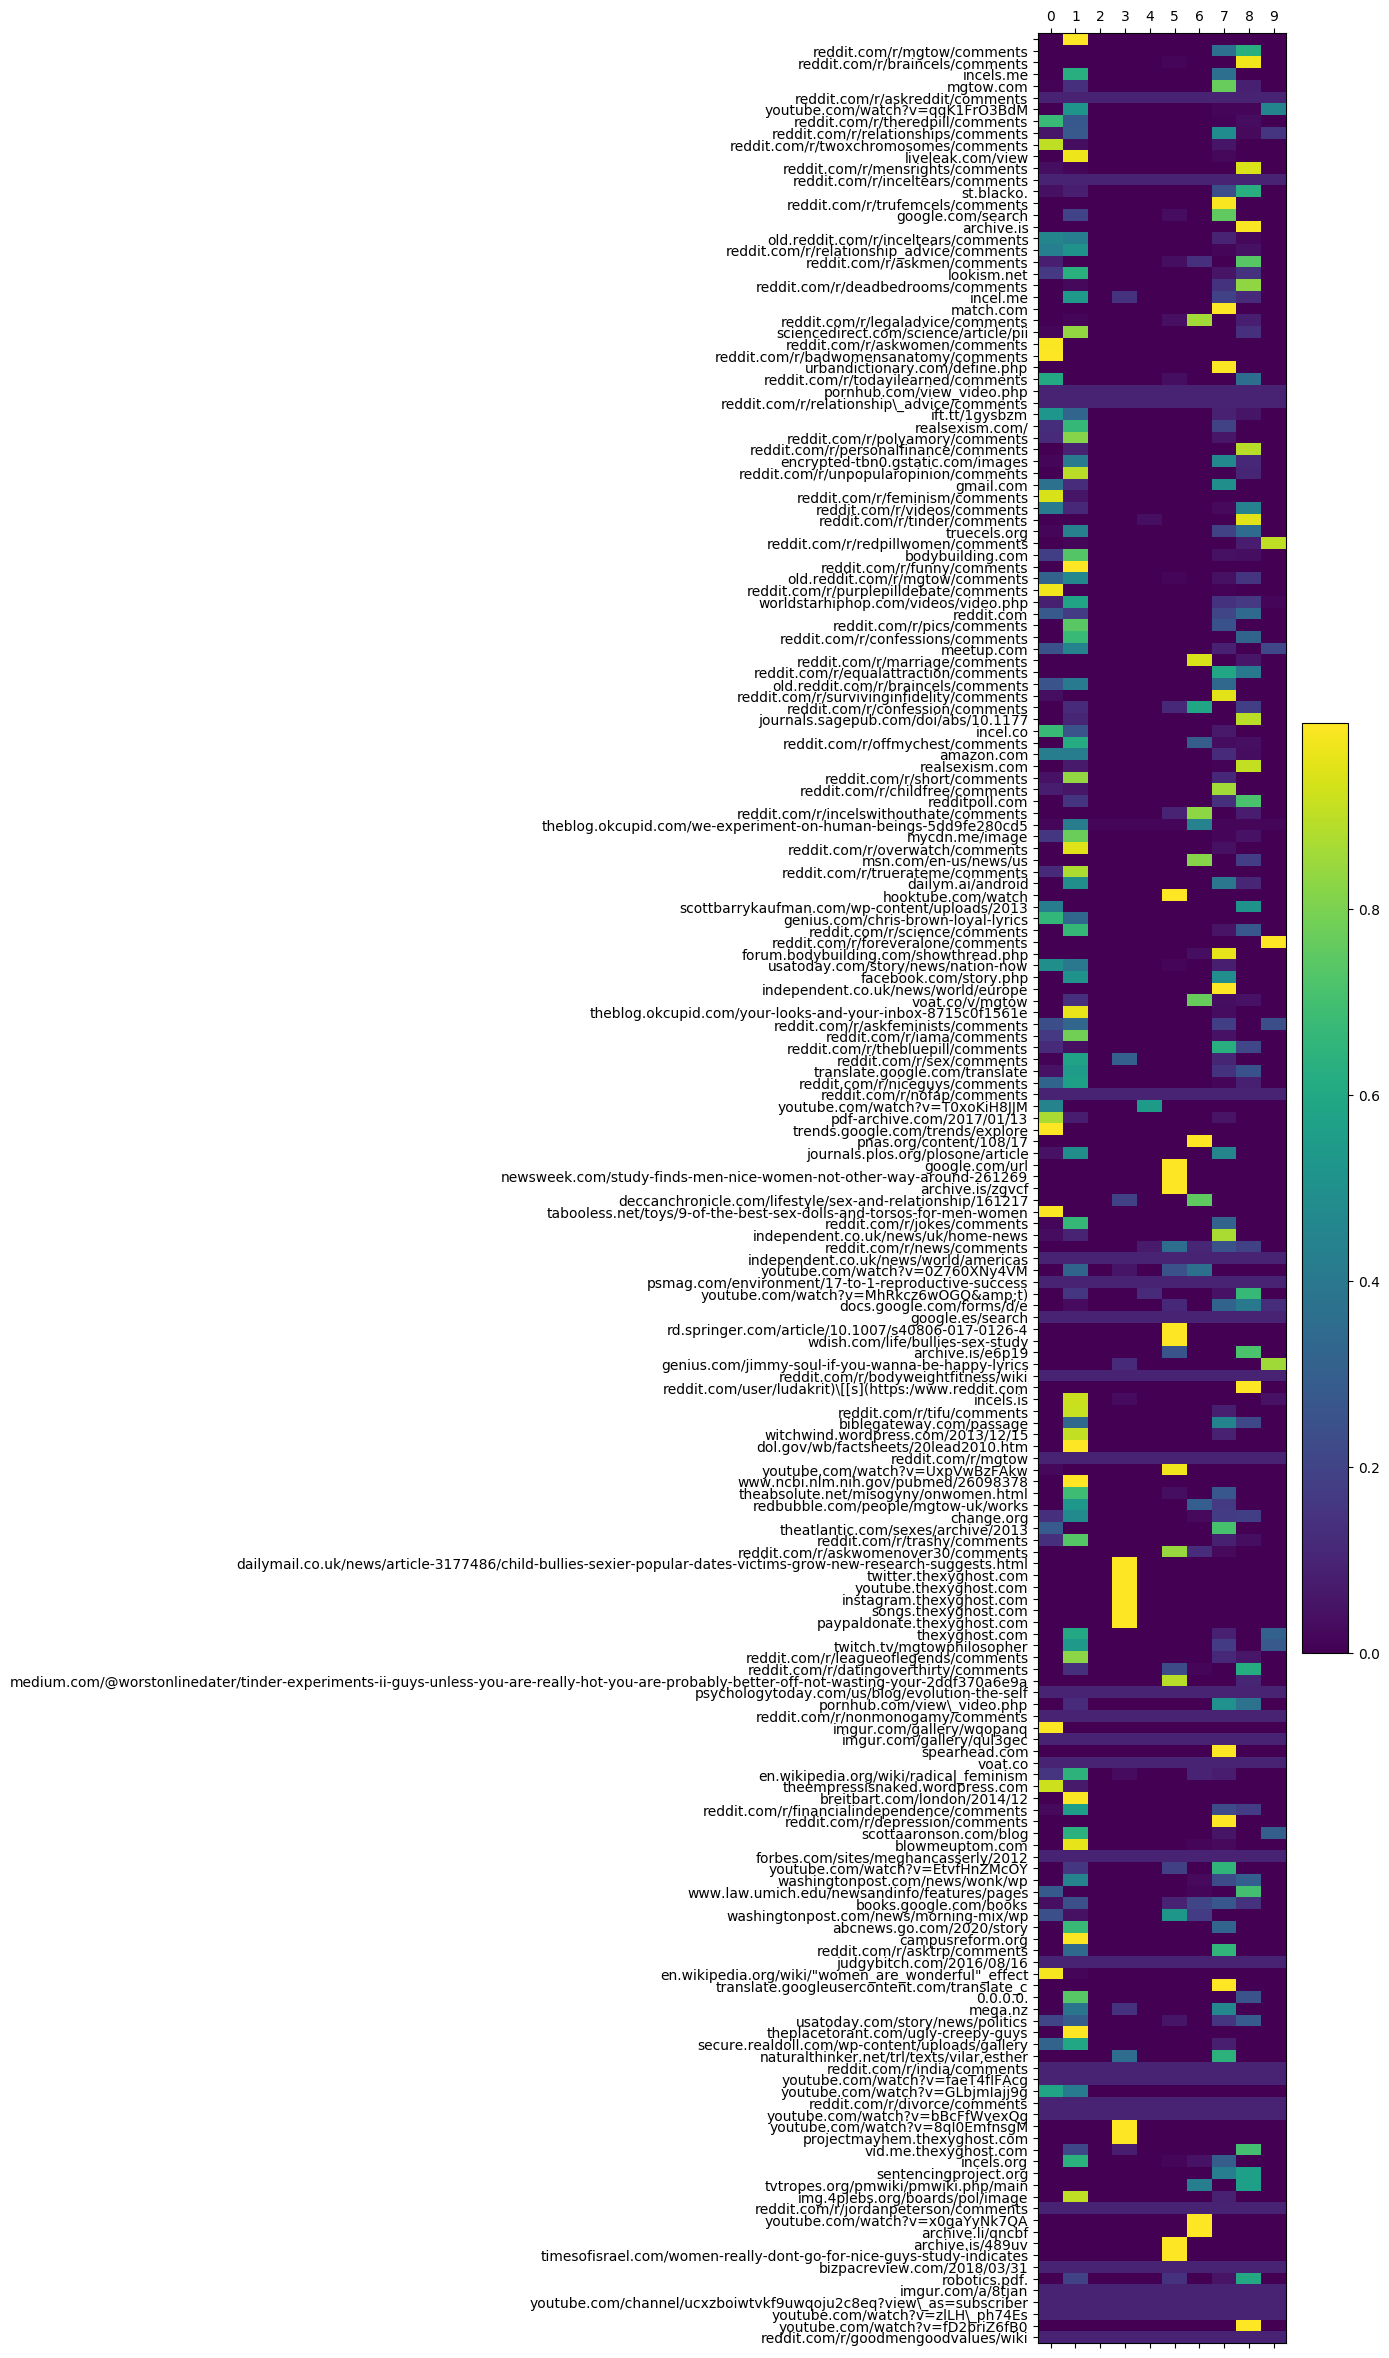 0 1 2 3 4 5 6 7 8 9
reddit.com/r/mgtow/comments
reddit.com/r/braincels/comments
incels.me
mgtow.com
reddit.com/r/askreddit/comments
youtube.com/watch?v=qgK1FrO3BdM
reddit.com/r/theredpill/comments
reddit.com/r/relationships/comments
reddit.com/r/twoxchromosomes/comments
liveleak.com/view
reddit.com/r/mensrights/comments
reddit.com/r/inceltears/comments
st.blacko.
reddit.com/r/trufemcels/comments
google.com/search
archive.is
old.reddit.com/r/inceltears/comments
reddit.com/r/relationship_advice/comments
reddit.com/r/askmen/comments
lookism.net
reddit.com/r/deadbedrooms/comments
incel.me
match.com
reddit.com/r/legaladvice/comments
sciencedirect.com/science/article/pii
reddit.com/r/askwomen/comments
reddit.com/r/badwomensanatomy/comments
urbandictionary.com/define.php
reddit.com/r/todayilearned/comments
pornhub.com/view_video.php
reddit.com/r/relationship\_advice/comments
ift.tt/1gysbzm
realsexism.com/
reddit.com/r/polyamory/comments
reddit.com/r/personalfinance/comments
encrypted-tbn0.gstatic.com/images
reddit.com/r/unpopularopinion/comments
gmail.com
reddit.com/r/feminism/comments
reddit.com/r/videos/comments
reddit.com/r/tinder/comments
truecels.org
reddit.com/r/redpillwomen/comments
bodybuilding.com
reddit.com/r/funny/comments
old.reddit.com/r/mgtow/comments
reddit.com/r/purplepilldebate/comments
worldstarhiphop.com/videos/video.php
reddit.com
reddit.com/r/pics/comments
reddit.com/r/confessions/comments
meetup.com
reddit.com/r/marriage/comments
reddit.com/r/equalattraction/comments
old.reddit.com/r/braincels/comments
reddit.com/r/survivinginfidelity/comments
reddit.com/r/confession/comments
journals.sagepub.com/doi/abs/10.1177
incel.co
reddit.com/r/offmychest/comments
amazon.com
realsexism.com
reddit.com/r/short/comments
reddit.com/r/childfree/comments
redditpoll.com
reddit.com/r/incelswithouthate/comments
theblog.okcupid.com/we-experiment-on-human-beings-5dd9fe280cd5
mycdn.me/image
reddit.com/r/overwatch/comments
msn.com/en-us/news/us
reddit.com/r/truerateme/comments
dailym.ai/android
hooktube.com/watch
scottbarrykaufman.com/wp-content/uploads/2013
genius.com/chris-brown-loyal-lyrics
reddit.com/r/science/comments
reddit.com/r/foreveralone/comments
forum.bodybuilding.com/showthread.php
usatoday.com/story/news/nation-now
facebook.com/story.php
independent.co.uk/news/world/europe
voat.co/v/mgtow
theblog.okcupid.com/your-looks-and-your-inbox-8715c0f1561e
reddit.com/r/askfeminists/comments
reddit.com/r/iama/comments
reddit.com/r/thebluepill/comments
reddit.com/r/sex/comments
translate.google.com/translate
reddit.com/r/niceguys/comments
reddit.com/r/nofap/comments
youtube.com/watch?v=T0xoKiH8JJM
pdf-archive.com/2017/01/13
trends.google.com/trends/explore
pnas.org/content/108/17
journals.plos.org/plosone/article
google.com/url
newsweek.com/study-finds-men-nice-women-not-other-way-around-261269
archive.is/zgvcf
deccanchronicle.com/lifestyle/sex-and-relationship/161217
tabooless.net/toys/9-of-the-best-sex-dolls-and-torsos-for-men-women
reddit.com/r/jokes/comments
independent.co.uk/news/uk/home-news
reddit.com/r/news/comments
independent.co.uk/news/world/americas
youtube.com/watch?v=0Z760XNy4VM
psmag.com/environment/17-to-1-reproductive-success
youtube.com/watch?v=MhRkcz6wOGQ&amp;t)
docs.google.com/forms/d/e
google.es/search
rd.springer.com/article/10.1007/s40806-017-0126-4
wdish.com/life/bullies-sex-study
archive.is/e6p19
genius.com/jimmy-soul-if-you-wanna-be-happy-lyrics
reddit.com/r/bodyweightfitness/wiki
reddit.com/user/ludakrit)\[[s](https:/www.reddit.com
incels.is
reddit.com/r/tifu/comments
biblegateway.com/passage
witchwind.wordpress.com/2013/12/15
dol.gov/wb/factsheets/20lead2010.htm
reddit.com/r/mgtow
youtube.com/watch?v=UxpVwBzFAkw
www.ncbi.nlm.nih.gov/pubmed/26098378
theabsolute.net/misogyny/onwomen.html
redbubble.com/people/mgtow-uk/works
change.org
theatlantic.com/sexes/archive/2013
reddit.com/r/trashy/comments
reddit.com/r/askwomenover30/comments
dailymail.co.uk/news/article-3177486/child-bullies-sexier-popular-dates-victims-grow-new-research-suggests.html
twitter.thexyghost.com
youtube.thexyghost.com
instagram.thexyghost.com
songs.thexyghost.com
paypaldonate.thexyghost.com
thexyghost.com
twitch.tv/mgtowphilosopher
reddit.com/r/leagueoflegends/comments
reddit.com/r/datingoverthirty/comments
medium.com/@worstonlinedater/tinder-experiments-ii-guys-unless-you-are-really-hot-you-are-probably-better-off-not-wasting-your-2ddf370a6e9a
psychologytoday.com/us/blog/evolution-the-self
pornhub.com/view\_video.php
reddit.com/r/nonmonogamy/comments
imgur.com/gallery/wqopang
imgur.com/gallery/qul3gec
spearhead.com
voat.co
en.wikipedia.org/wiki/radical_feminism
theempressisnaked.wordpress.com
breitbart.com/london/2014/12
reddit.com/r/financialindependence/comments
reddit.com/r/depression/comments
scottaaronson.com/blog
blowmeuptom.com
forbes.com/sites/meghancasserly/2012
youtube.com/watch?v=EtvfHnZMcOY
washingtonpost.com/news/wonk/wp
www.law.umich.edu/newsandinfo/features/pages
books.google.com/books
washingtonpost.com/news/morning-mix/wp
abcnews.go.com/2020/story
campusreform.org
reddit.com/r/asktrp/comments
judgybitch.com/2016/08/16
en.wikipedia.org/wiki/"women_are_wonderful"_effect
translate.googleusercontent.com/translate_c
0.0.0.0.
mega.nz
usatoday.com/story/news/politics
theplacetorant.com/ugly-creepy-guys
secure.realdoll.com/wp-content/uploads/gallery
naturalthinker.net/trl/texts/vilar,esther
reddit.com/r/india/comments
youtube.com/watch?v=faeT4fIFAcg
youtube.com/watch?v=GLbjmIajj9g
reddit.com/r/divorce/comments
youtube.com/watch?v=bBcFfWvexQg
youtube.com/watch?v=8qI0EmfnsgM
projectmayhem.thexyghost.com
vid.me.thexyghost.com
incels.org
sentencingproject.org
tvtropes.org/pmwiki/pmwiki.php/main
img.4plebs.org/boards/pol/image
reddit.com/r/jordanpeterson/comments
youtube.com/watch?v=x0gaYyNk7QA
archive.li/qncbf
archive.is/489uv
timesofisrael.com/women-really-dont-go-for-nice-guys-study-indicates
bizpacreview.com/2018/03/31
robotics.pdf.
imgur.com/a/8tjan
youtube.com/channel/ucxzboiwtvkf9uwqoju2c8eq?view\_as=subscriber
youtube.com/watch?v=zlLH\_ph74Es
youtube.com/watch?v=fD2briZ6fB0
reddit.com/r/goodmengoodvalues/wiki
0.8
0.6
0.4
0.2
0.0